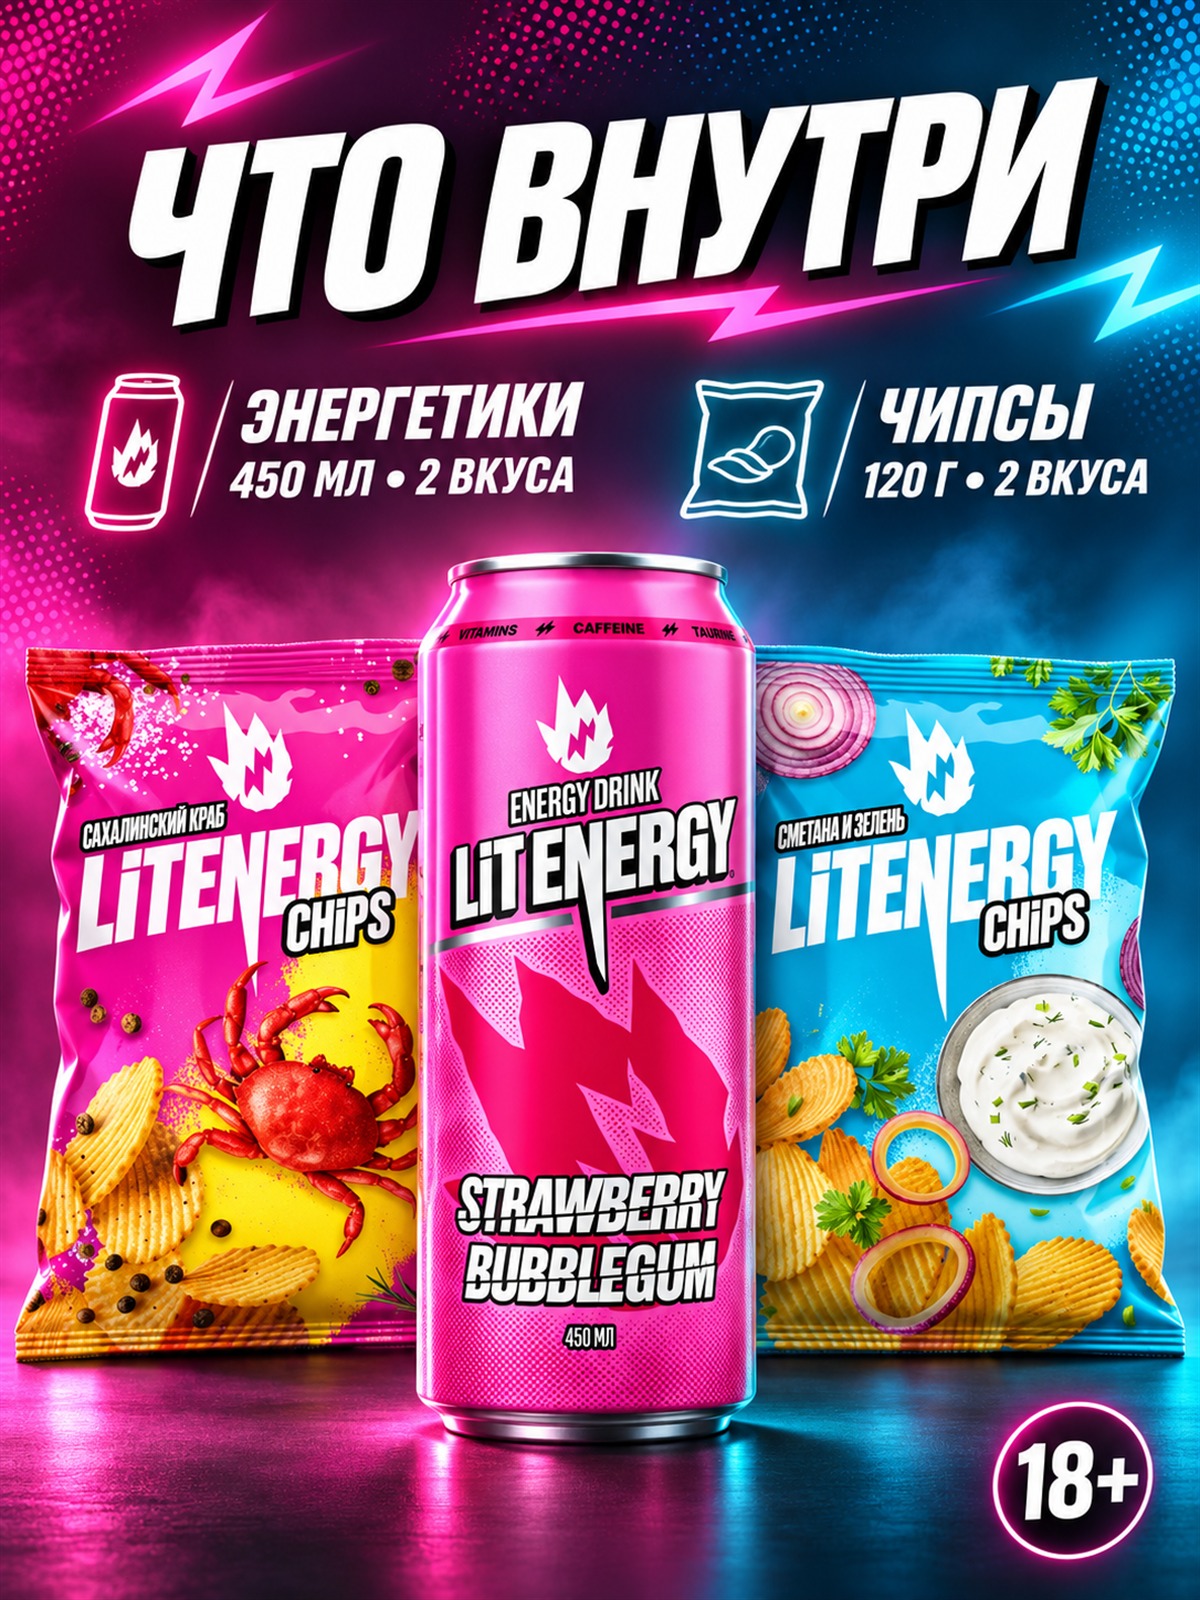 ЧТО ВНУТРИ
ЭНЕРГЕТИКИ
450 МЛ • 2 ВКУСА
ЧИПСЫ
120 Г • 2 ВКУСА
VITAMINS CAFFEINE TAURINE
ENERGY DRINK
LiT ENERGY
STRAWBERRY
BUBBLEGUM
450 МЛ
САХАЛИНСКИЙ КРАБ
LiTENERGY
CHiPS
СМЕТАНА И ЗЕЛЕНЬ
LiTENERGY
CHiPS
18+